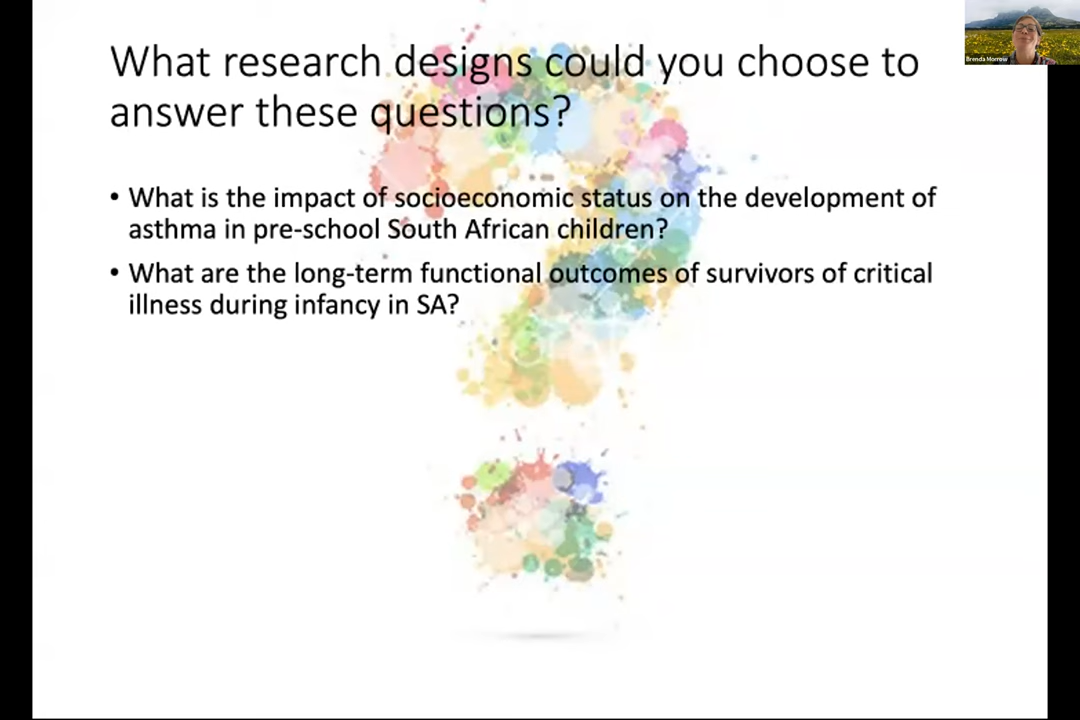 What research designs could you choose to
answer these questions?
• What is the impact of socioeconomic status on the development of
asthma in pre-school South African children?
• What are the long-term functional outcomes of survivors of critical
illness during infancy in SA?
Brenda Morrow